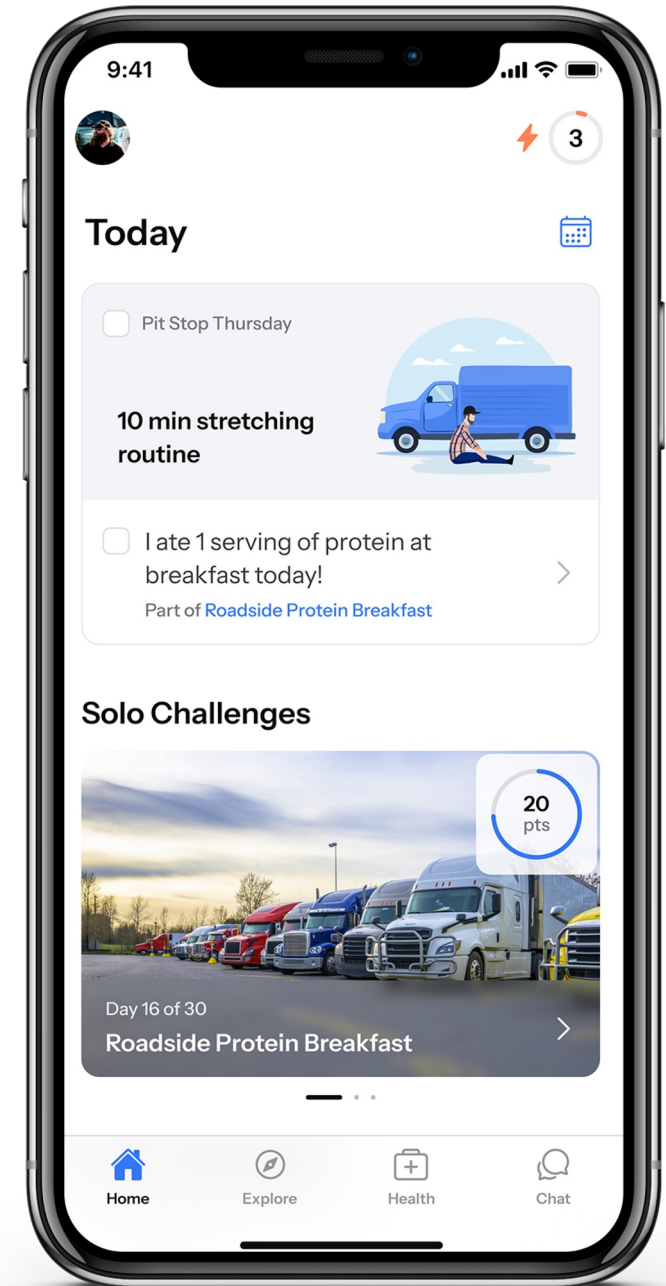 9:41
3
Today
Pit Stop Thursday
10 min stretching
routine
I ate 1 serving of protein at
breakfast today!
Part of Roadside Protein Breakfast
Solo Challenges
20
pts
Day 16 of 30
Roadside Protein Breakfast
Home
Explore
Health
Chat